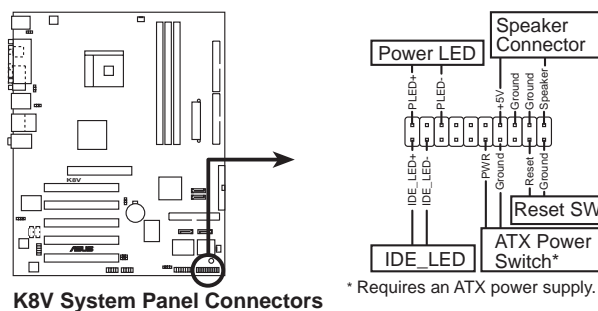 K8V
ASUS
K8V System Panel Connectors
Power LED
Speaker
Connector
PLED+
PLED-
+5V
Ground
Ground
Speaker
IDE_LED+
IDE_LED-
PWR
Ground
Reset
Ground
Reset SW
IDE_LED
ATX Power
Switch*
* Requires an ATX power supply.